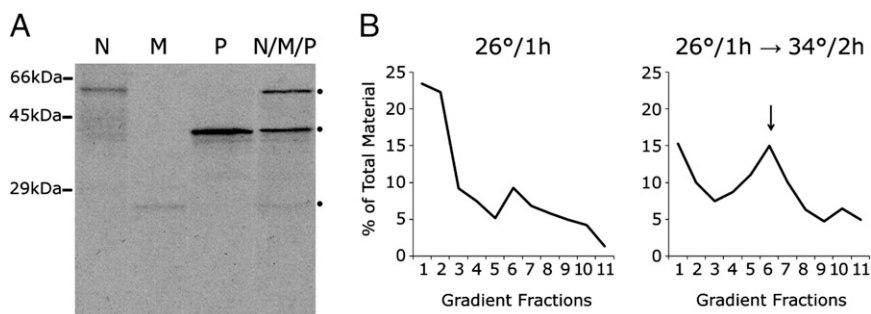 A
N M P N/M/P
66kDa
45kDa
29kDa
B
26°/1h
% of Total Material
25
20
15
10
5
0
1 2 3 4 5 6 7 8 9 10 11
Gradient Fractions
26°/1h → 34°/2h
25
20
15
10
5
0
1 2 3 4 5 6 7 8 9 10 11
Gradient Fractions